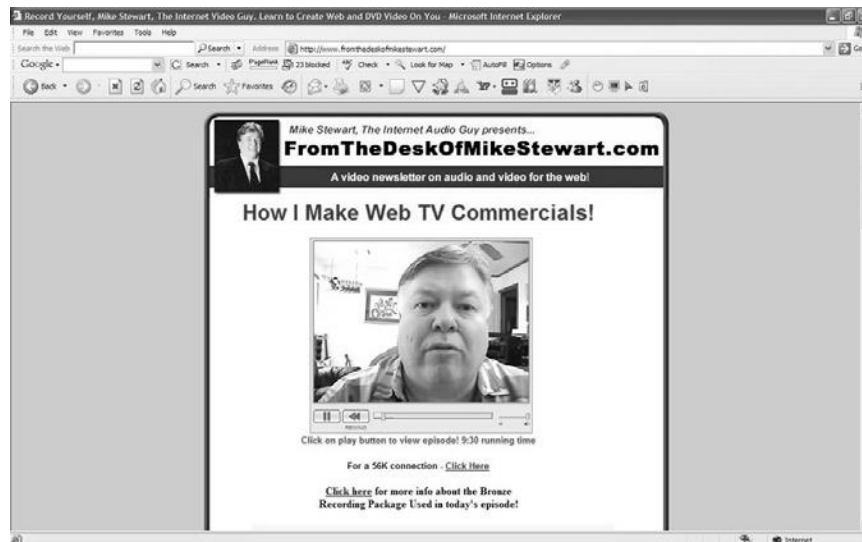 Record Yourself, Mike Stewart, The Internet Video Guy. Learn to Create Web and DVD Video On You - Microsoft Internet Explorer
File Edit View Favorites Tools Help
Search the Web Search Address http://www.fromthedeskofmikestewart.com/
Google Search PageRank 23 blocked Check Look for Map AutoFill Options
Back Search Favorites
Mike Stewart, The Internet Audio Guy presents...
FromTheDeskOfMikeStewart.com
A video newsletter on audio and video for the web!
How I Make Web TV Commercials!
Click on play button to view episode! 9:30 running time
For a 56K connection - Click Here
Click here for more info about the Bronze
Recording Package Used in today's episode!
Internet